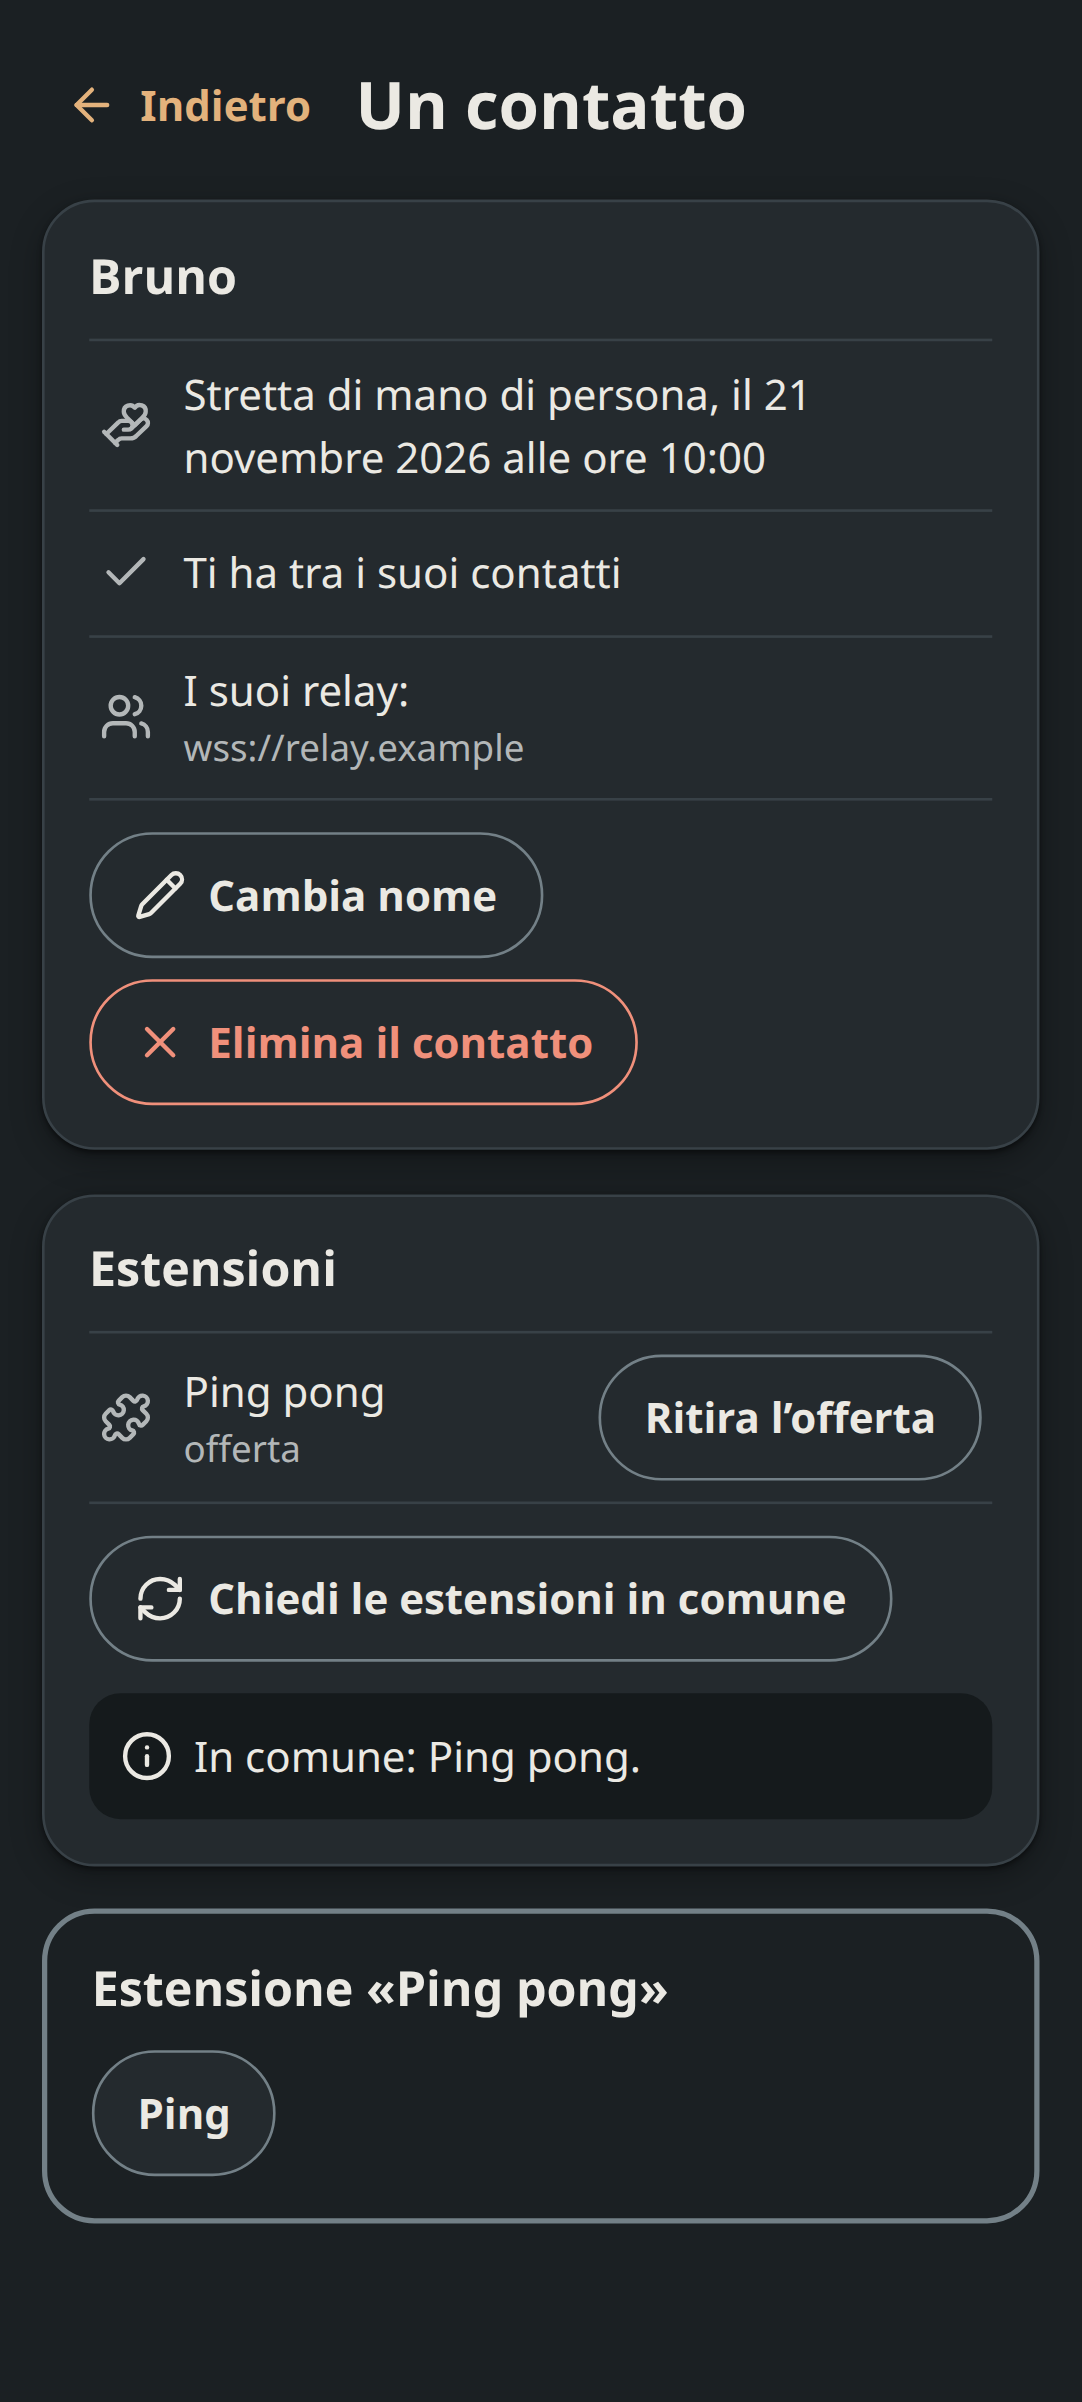 Indietro
Un contatto
Bruno
Stretta di mano di persona, il 21
novembre 2026 alle ore 10:00
Ti ha tra i suoi contatti
I suoi relay:
wss://relay.example
Cambia nome
Elimina il contatto
Estensioni
Ping pong
offerta
Ritira l’offerta
Chiedi le estensioni in comune
In comune: Ping pong.
Estensione «Ping pong»
Ping